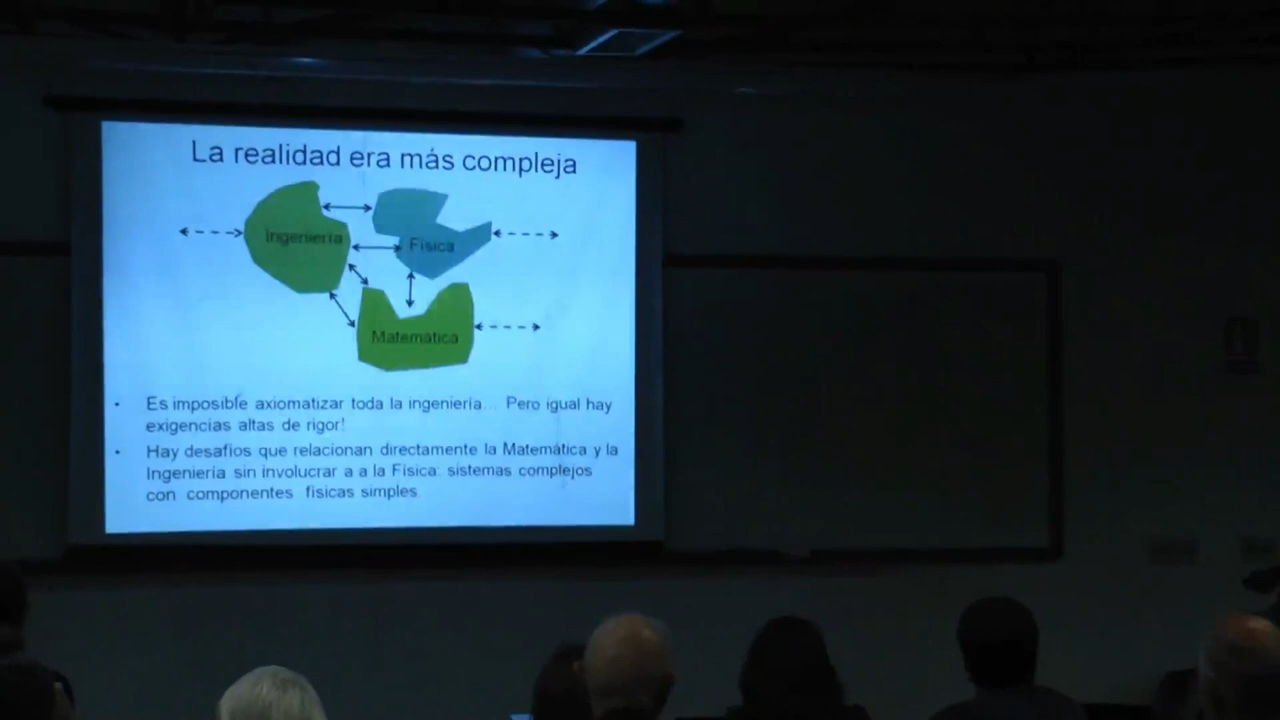 La realidad era más compleja
Ingeniería
Física
Matemática
Es imposible axiomatizar toda la ingeniería... Pero igual hay
exigencias altas de rigor!
Hay desafíos que relacionan directamente la Matemática y la
Ingeniería sin involucrar a a la Física: sistemas complejos
con componentes físicas simples.